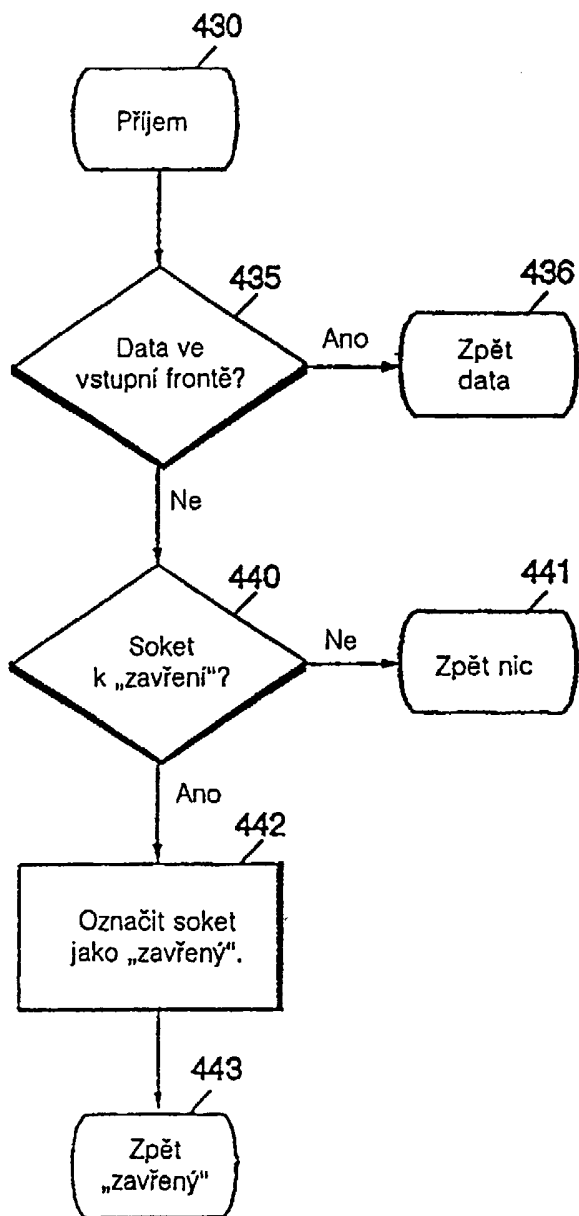 430
Příjem
435
Data ve
vstupní frontě?
Ano
436
Zpět
data
Ne
440
Soket
k „zavření“?
Ne
441
Zpět nic
Ano
442
Označit soket
jako „zavřený“.
443
Zpět
„zavřený“